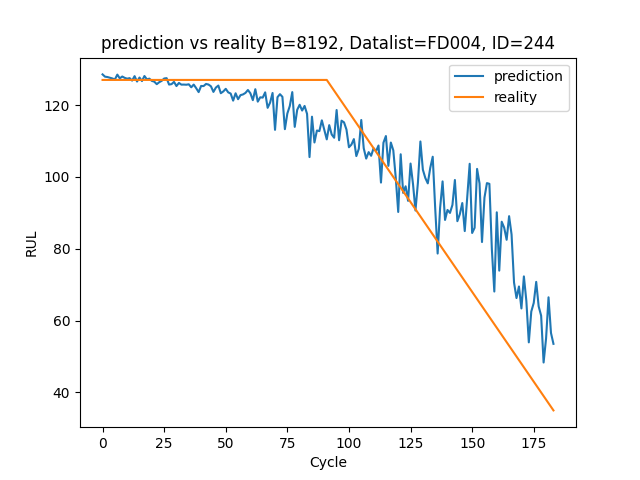 prediction vs reality B=8192, Datalist=FD004, ID=244
prediction
reality
RUL
120
100
80
60
40
0 25 50 75 100 125 150 175
Cycle